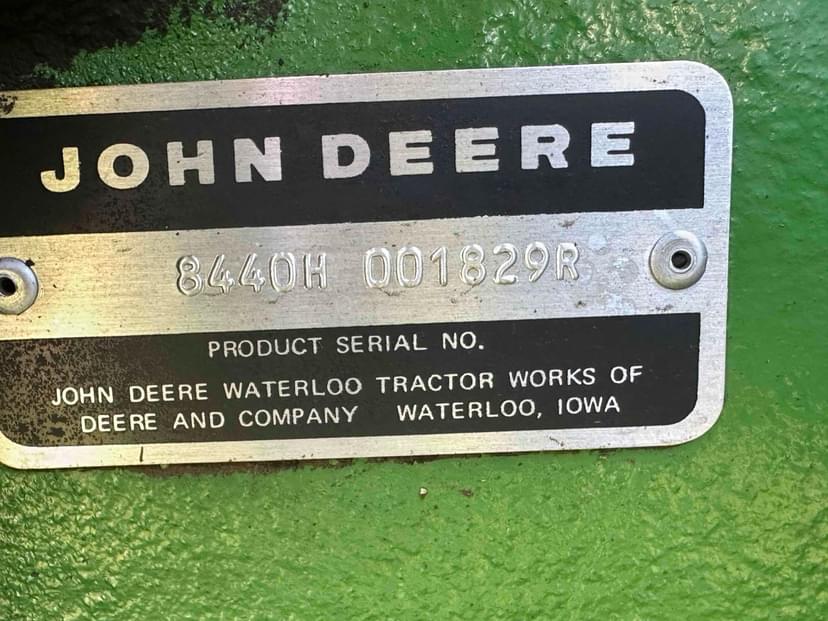 JOHN DEERE
8440H 001829R
PRODUCT SERIAL NO.
JOHN DEERE WATERLOO TRACTOR WORKS OF
DEERE AND COMPANY WATERLOO, IOWA